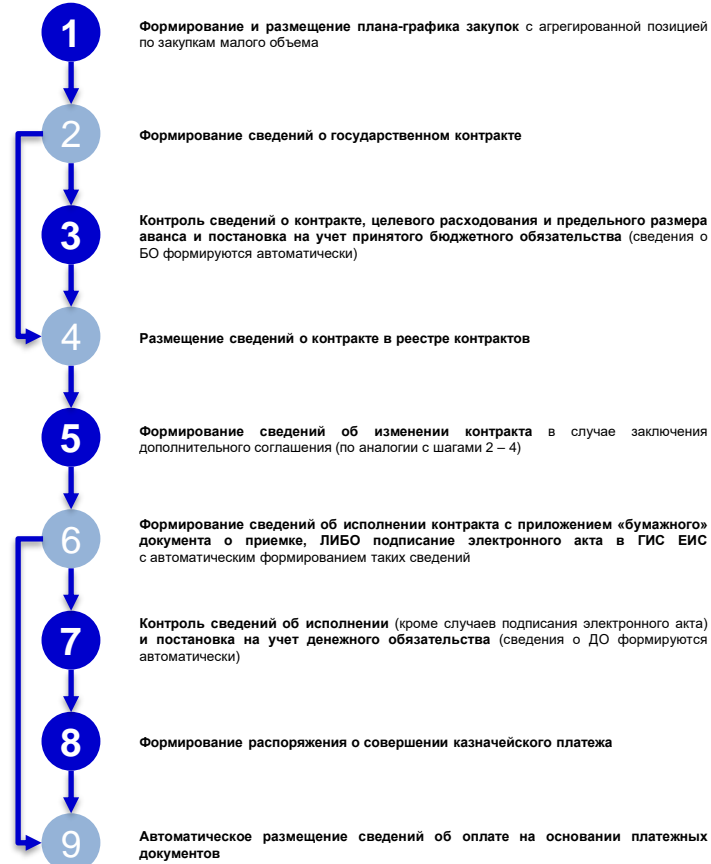 1
Формирование и размещение плана-графика закупок с агрегированной позицией
по закупкам малого объема
2
Формирование сведений о государственном контракте
3
Контроль сведений о контракте, целевого расходования и предельного размера
аванса и постановка на учет принятого бюджетного обязательства (сведения о
БО формируются автоматически)
4
Размещение сведений о контракте в реестре контрактов
5
Формирование сведений об изменении контракта в случае заключения
дополнительного соглашения (по аналогии с шагами 2 – 4)
6
Формирование сведений об исполнении контракта с приложением «бумажного»
документа о приемке, ЛИБО подписание электронного акта в ГИС ЕИС
с автоматическим формированием таких сведений
7
Контроль сведений об исполнении (кроме случаев подписания электронного акта)
и постановка на учет денежного обязательства (сведения о ДО формируются
автоматически)
8
Формирование распоряжения о совершении казначейского платежа
9
Автоматическое размещение сведений об оплате на основании платежных
документов